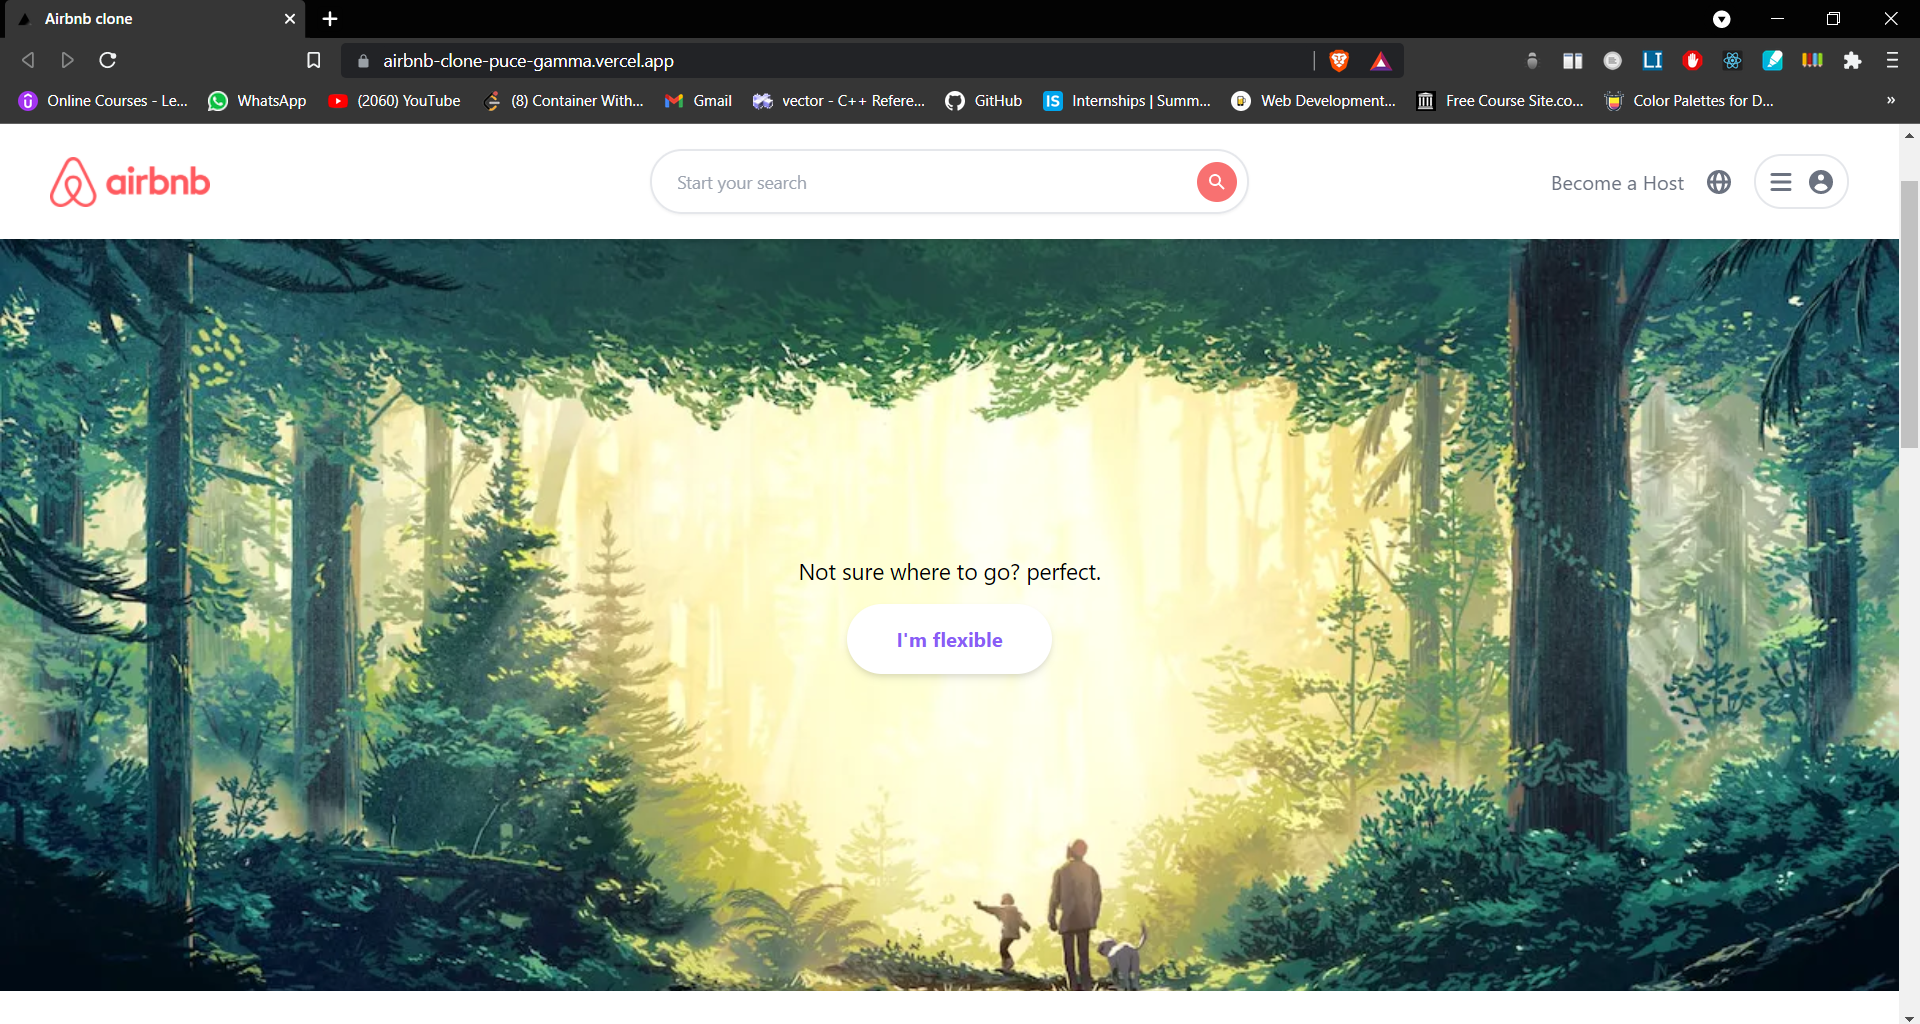 Airbnb clone
airbnb-clone-puce-gamma.vercel.app
LI
Online Courses - Le... WhatsApp (2060) YouTube (8) Container With... Gmail vector - C++ Refere... GitHub IS Internships | Summ... Web Development... Free Course Site.co... Color Palettes for D... »
airbnb Start your search Become a Host
Not sure where to go? perfect.
I'm flexible